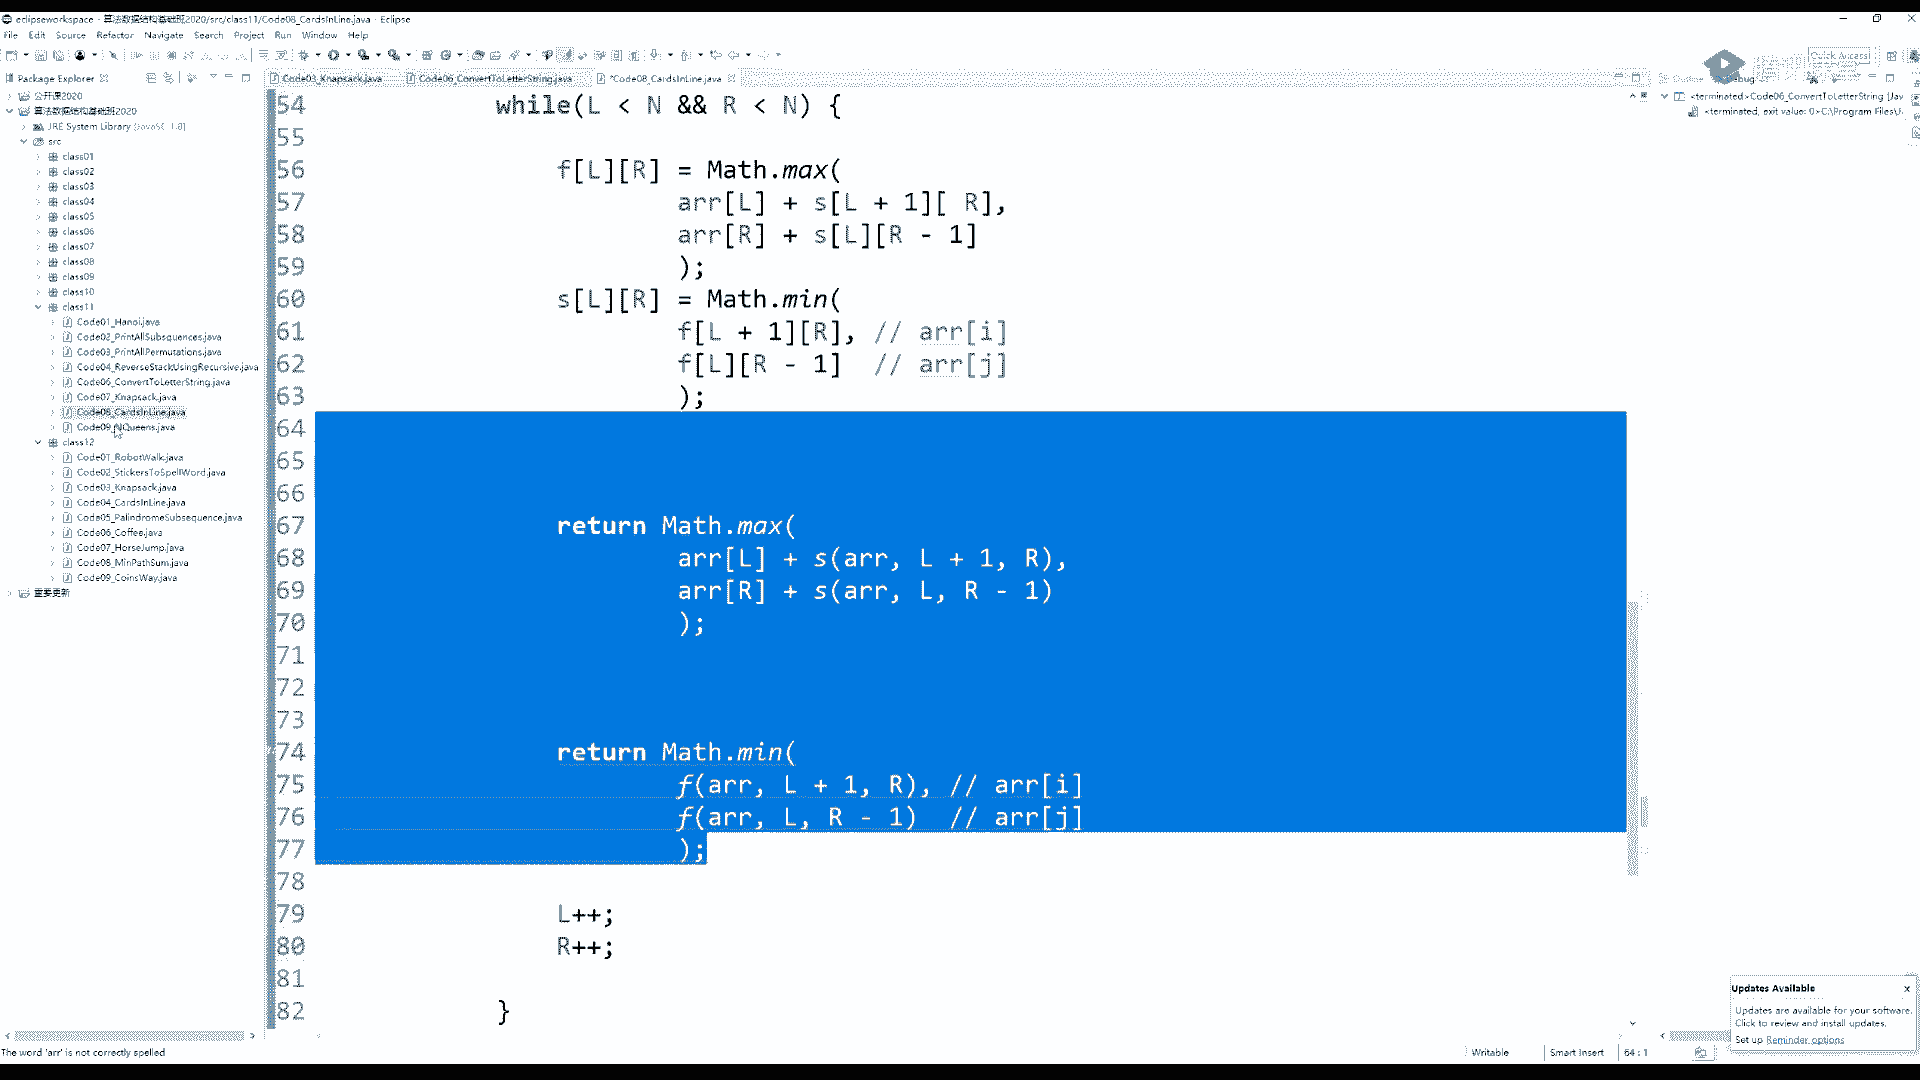 eclipseworkspace - 算法数据结构基础班2020/src/class11/Code08_CardsInLine.java - Eclipse
File Edit Source Refactor Navigate Search Project Run Window Help
Quick Access
Package Explorer
Code03_Knapsack.java
Code06_ConvertToLetterString.java
*Code08_CardsInLine.java
公开课2020
算法数据结构基础班2020
JRE System Library
src
class01
class02
class03
class04
class05
class06
class07
class08
class09
class10
class11
Code01_Hanoi.java
Code02_PrintAllSubsquences.java
Code03_PrintAllPermutations.java
Code04_ReverseStackUsingRecursive.java
Code06_ConvertToLetterString.java
Code07_Knapsack.java
Code08_CardsInLine.java
Code09_NQueens.java
class12
Code01_RobotWalk.java
Code02_StickersToSpellWord.java
Code03_Knapsack.java
Code04_CardsInLine.java
Code05_PalindromeSubsequence.java
Code06_Coffee.java
Code07_HorseJump.java
Code08_MinPathSum.java
Code09_CoinsWay.java
重要更新
54 while(L < N && R < N) {
55
56 f[L][R] = Math.max(
57 arr[L] + s[L + 1][ R],
58 arr[R] + s[L][R - 1]
59 );
60 s[L][R] = Math.min(
61 f[L + 1][R], // arr[i]
62 f[L][R - 1] // arr[j]
63 );
64
65
66
67 return Math.max(
68 arr[L] + s(arr, L + 1, R),
69 arr[R] + s(arr, L, R - 1)
70 );
71
72
73
74 return Math.min(
75 f(arr, L + 1, R), // arr[i]
76 f(arr, L, R - 1) // arr[j]
77 );
78
79 L++;
80 R++;
81
82 }
<terminated>Code06_ConvertToLetterString [Jav
<terminated, exit value: 0>C:\Program Files\J
Updates Available
Updates are available for your software.
Click to review and install updates.
Set up Reminder options
The word 'arr' is not correctly spelled
Writable
Smart Insert
64 : 1